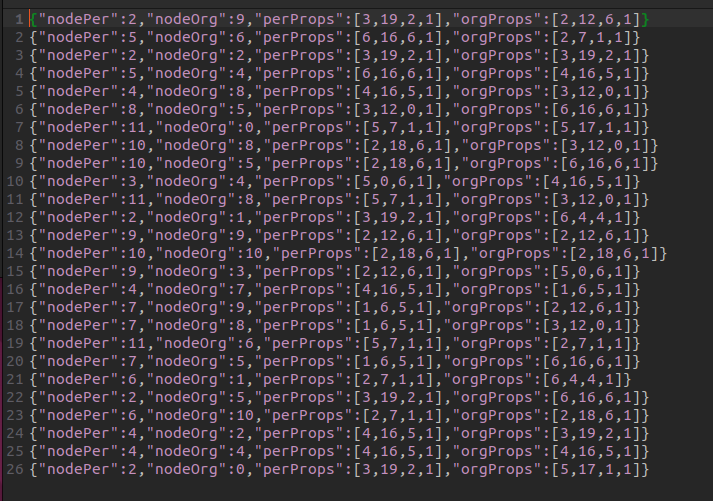 1 {"nodePer":2,"nodeOrg":9,"perProps":[3,19,2,1],"orgProps":[2,12,6,1]}
2 {"nodePer":5,"nodeOrg":6,"perProps":[6,16,6,1],"orgProps":[2,7,1,1]}
3 {"nodePer":2,"nodeOrg":2,"perProps":[3,19,2,1],"orgProps":[3,19,2,1]}
4 {"nodePer":5,"nodeOrg":4,"perProps":[6,16,6,1],"orgProps":[4,16,5,1]}
5 {"nodePer":4,"nodeOrg":8,"perProps":[4,16,5,1],"orgProps":[3,12,0,1]}
6 {"nodePer":8,"nodeOrg":5,"perProps":[3,12,0,1],"orgProps":[6,16,6,1]}
7 {"nodePer":11,"nodeOrg":0,"perProps":[5,7,1,1],"orgProps":[5,17,1,1]}
8 {"nodePer":10,"nodeOrg":8,"perProps":[2,18,6,1],"orgProps":[3,12,0,1]}
9 {"nodePer":10,"nodeOrg":5,"perProps":[2,18,6,1],"orgProps":[6,16,6,1]}
10 {"nodePer":3,"nodeOrg":4,"perProps":[5,0,6,1],"orgProps":[4,16,5,1]}
11 {"nodePer":11,"nodeOrg":8,"perProps":[5,7,1,1],"orgProps":[3,12,0,1]}
12 {"nodePer":2,"nodeOrg":1,"perProps":[3,19,2,1],"orgProps":[6,4,4,1]}
13 {"nodePer":9,"nodeOrg":9,"perProps":[2,12,6,1],"orgProps":[2,12,6,1]}
14 {"nodePer":10,"nodeOrg":10,"perProps":[2,18,6,1],"orgProps":[2,18,6,1]}
15 {"nodePer":9,"nodeOrg":3,"perProps":[2,12,6,1],"orgProps":[5,0,6,1]}
16 {"nodePer":4,"nodeOrg":7,"perProps":[4,16,5,1],"orgProps":[1,6,5,1]}
17 {"nodePer":7,"nodeOrg":9,"perProps":[1,6,5,1],"orgProps":[2,12,6,1]}
18 {"nodePer":7,"nodeOrg":8,"perProps":[1,6,5,1],"orgProps":[3,12,0,1]}
19 {"nodePer":11,"nodeOrg":6,"perProps":[5,7,1,1],"orgProps":[2,7,1,1]}
20 {"nodePer":7,"nodeOrg":5,"perProps":[1,6,5,1],"orgProps":[6,16,6,1]}
21 {"nodePer":6,"nodeOrg":1,"perProps":[2,7,1,1],"orgProps":[6,4,4,1]}
22 {"nodePer":2,"nodeOrg":5,"perProps":[3,19,2,1],"orgProps":[6,16,6,1]}
23 {"nodePer":6,"nodeOrg":10,"perProps":[2,7,1,1],"orgProps":[2,18,6,1]}
24 {"nodePer":4,"nodeOrg":2,"perProps":[4,16,5,1],"orgProps":[3,19,2,1]}
25 {"nodePer":4,"nodeOrg":4,"perProps":[4,16,5,1],"orgProps":[4,16,5,1]}
26 {"nodePer":2,"nodeOrg":0,"perProps":[3,19,2,1],"orgProps":[5,17,1,1]}